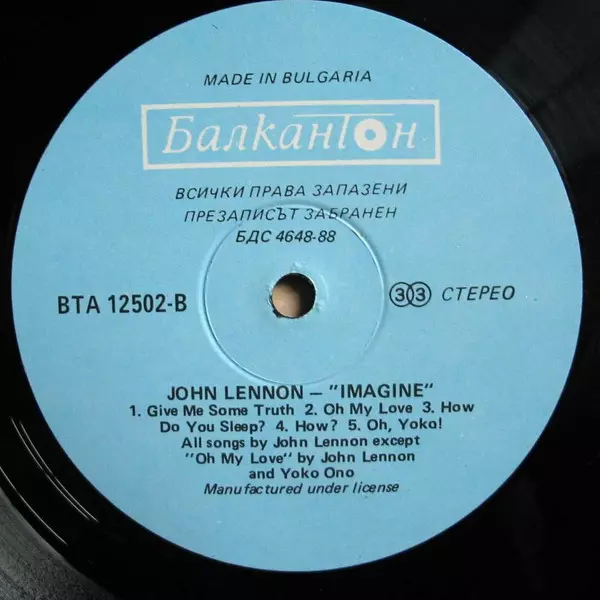 MADE IN BULGARIA
Балкантон
ВСИЧКИ ПРАВА ЗАПАЗЕНИ
ПРЕЗАПИСЪТ ЗАБРАНЕН
БДС 4648-88
ВТА 12502-В
33 СТЕРЕО
JOHN LENNON — "IMAGINE"
1. Give Me Some Truth 2. Oh My Love 3. How
Do You Sleep? 4. How? 5. Oh, Yoko!
All songs by John Lennon except
"Oh My Love" by John Lennon
and Yoko Ono
Manufactured under license